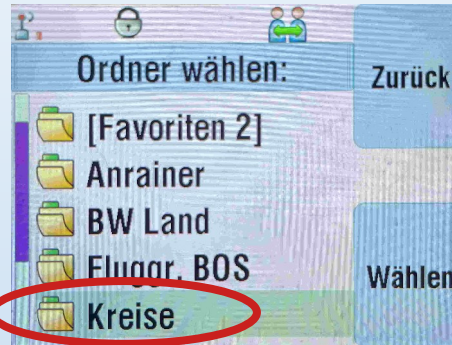 Ordner wählen:
Zurück
[Favoriten 2]
Anrainer
BW Land
Fluggr. BOS
Wählen
Kreise